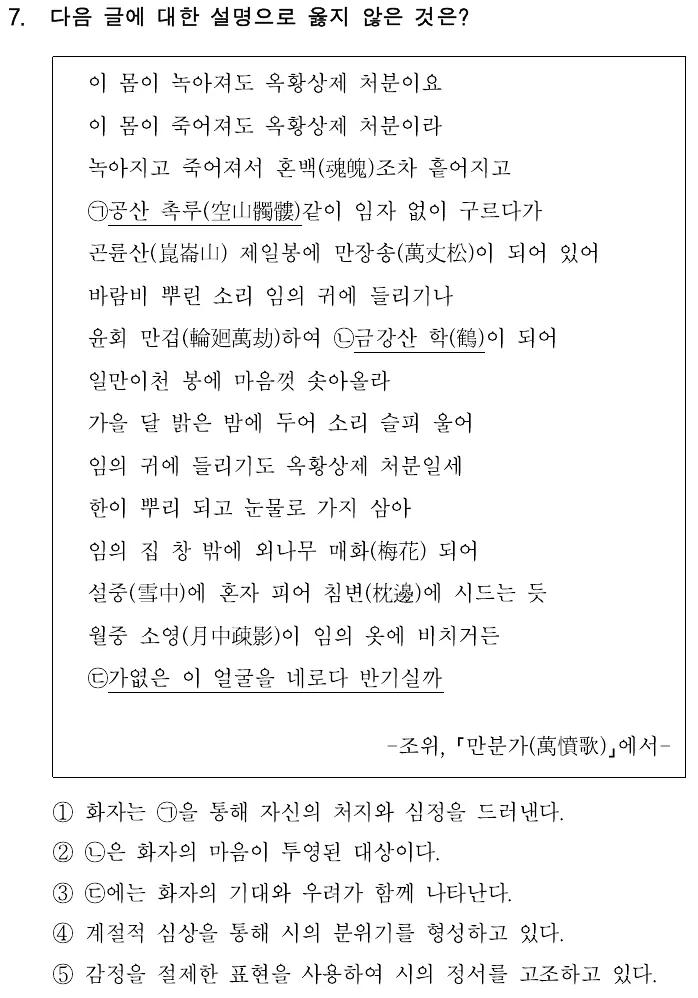 7. 다음 글에 대한 설명으로 옳지 않은 것은?
이 몸이 녹아져도 옥황상제 처분이요
이 몸이 죽어져도 옥황상제 처분이라
녹아지고 죽어져서 혼백(魂魄)조차 흩어지고
㉠공산 촉루(空山髑髏)같이 임자 없이 구르다가
곤륜산(崑崙山) 제일봉에 만장송(萬丈松)이 되어 있어
바람비 뿌린 소리 임의 귀에 들리기나
윤회 만겁(輪廻萬劫)하여 ㉡금강산 학(鶴)이 되어
일만이천 봉에 마음껏 솟아올라
가을 달 밝은 밤에 두어 소리 슬피 울어
임의 귀에 들리기도 옥황상제 처분일세
한이 뿌리 되고 눈물로 가지 삼아
임의 집 창 밖에 외나무 매화(梅花) 되어
설중(雪中)에 혼자 피어 침변(枕邊)에 시드는 듯
월중 소영(月中疎影)이 임의 옷에 비치거든
㉢가엾은 이 얼굴을 네로다 반기실까
-조위, 「만분가(萬憤歌)」에서-
① 화자는 ㉠을 통해 자신의 처지와 심정을 드러낸다.
② ㉡은 화자의 마음이 투영된 대상이다.
③ ㉢에는 화자의 기대와 우려가 함께 나타난다.
④ 계절적 심상을 통해 시의 분위기를 형성하고 있다.
⑤ 감정을 절제한 표현을 사용하여 시의 정서를 고조하고 있다.